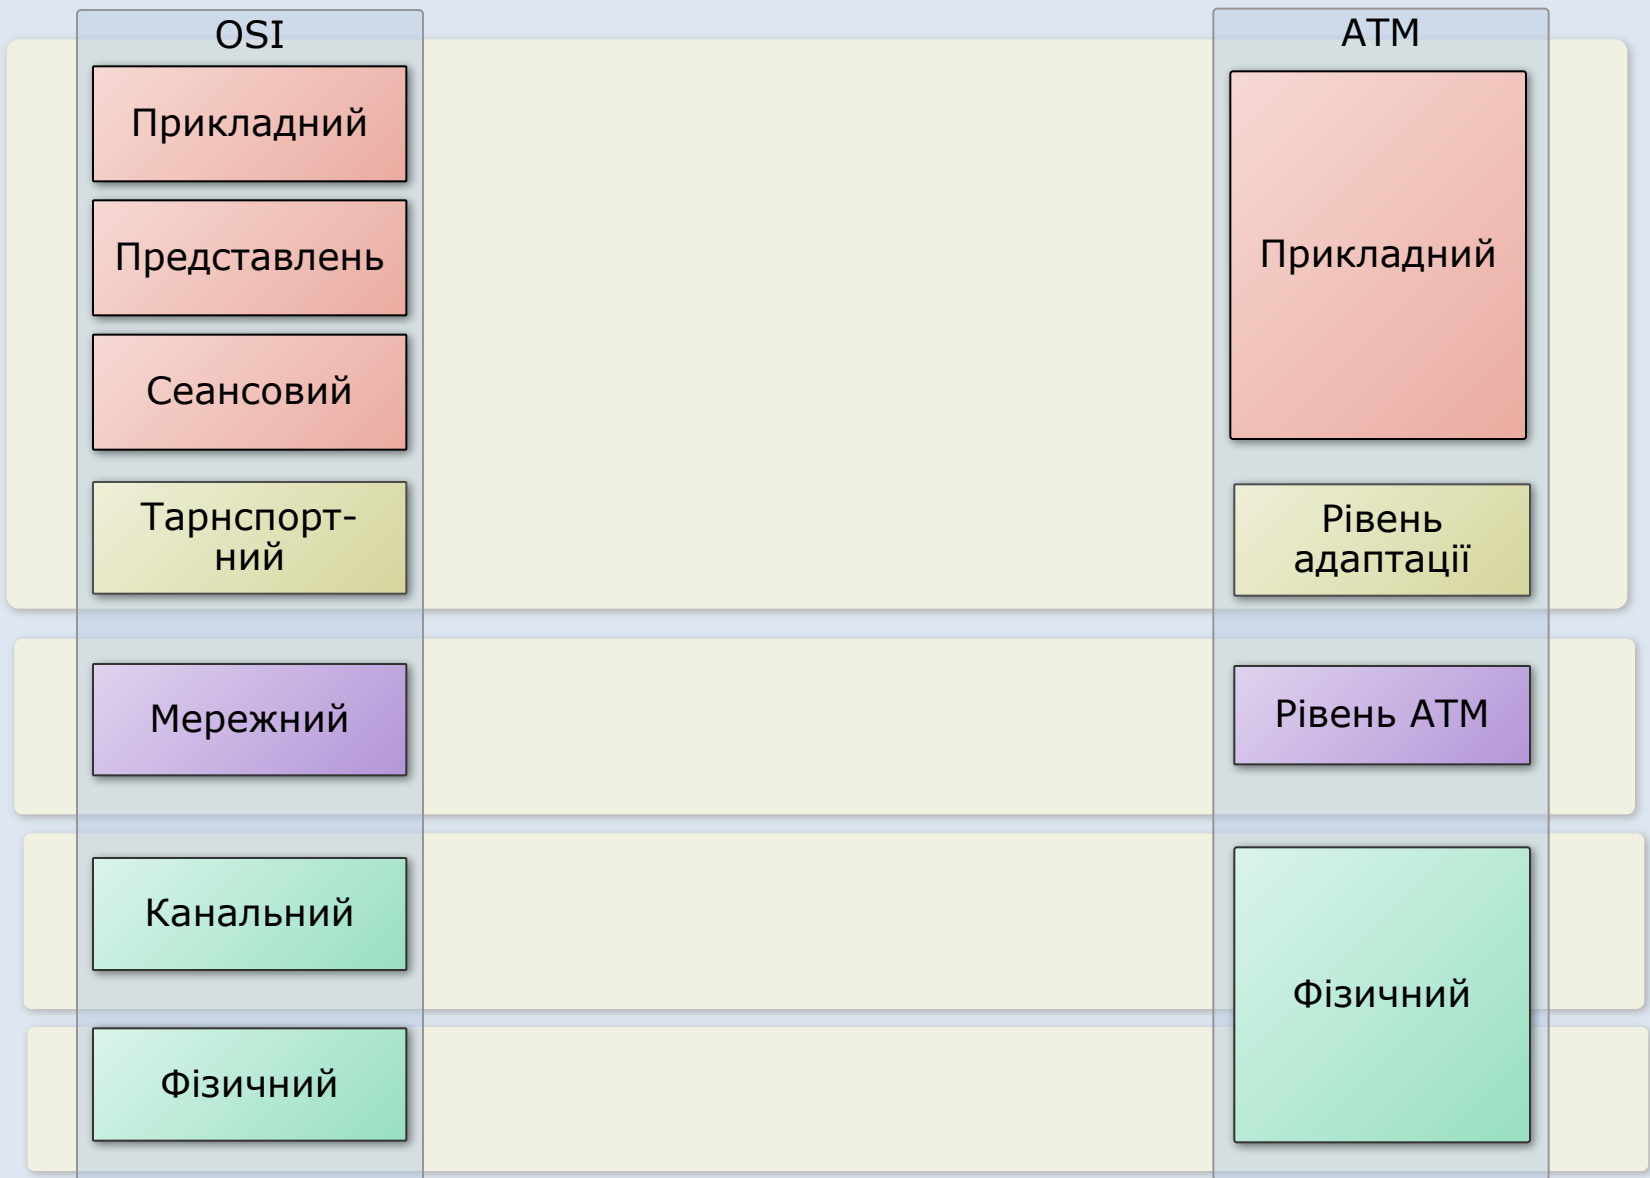 OSI
Прикладний
Представлень
Сеансовий
Тарнспорт-
ний
Мережний
Канальний
Фізичний
ATM
Прикладний
Рівень
адаптації
Рівень ATM
Фізичний